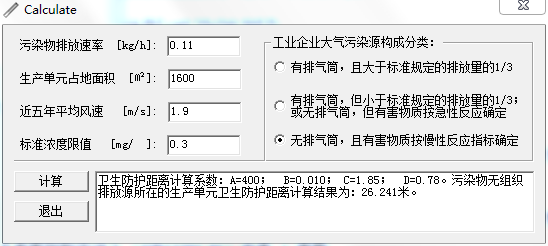 Calculate
污染物排放速率 [kg/h]: 0.11
生产单元占地面积 [m²]: 1600
近五年平均风速 [m/s]: 1.9
标准浓度限值 [mg/ ]: 0.3
工业企业大气污染源构成分类:
有排气筒，且大于标准规定的排放量的1/3
有排气筒，但小于标准规定的排放量的1/3;
或无排气筒，但有害物质按急性反应确定
无排气筒，且有害物质按慢性反应指标确定
计算
退出
卫生防护距离计算系数: A=400; B=0.010; C=1.85; D=0.78。污染物无组织
排放源所在的生产单元卫生防护距离计算结果为: 26.241米。